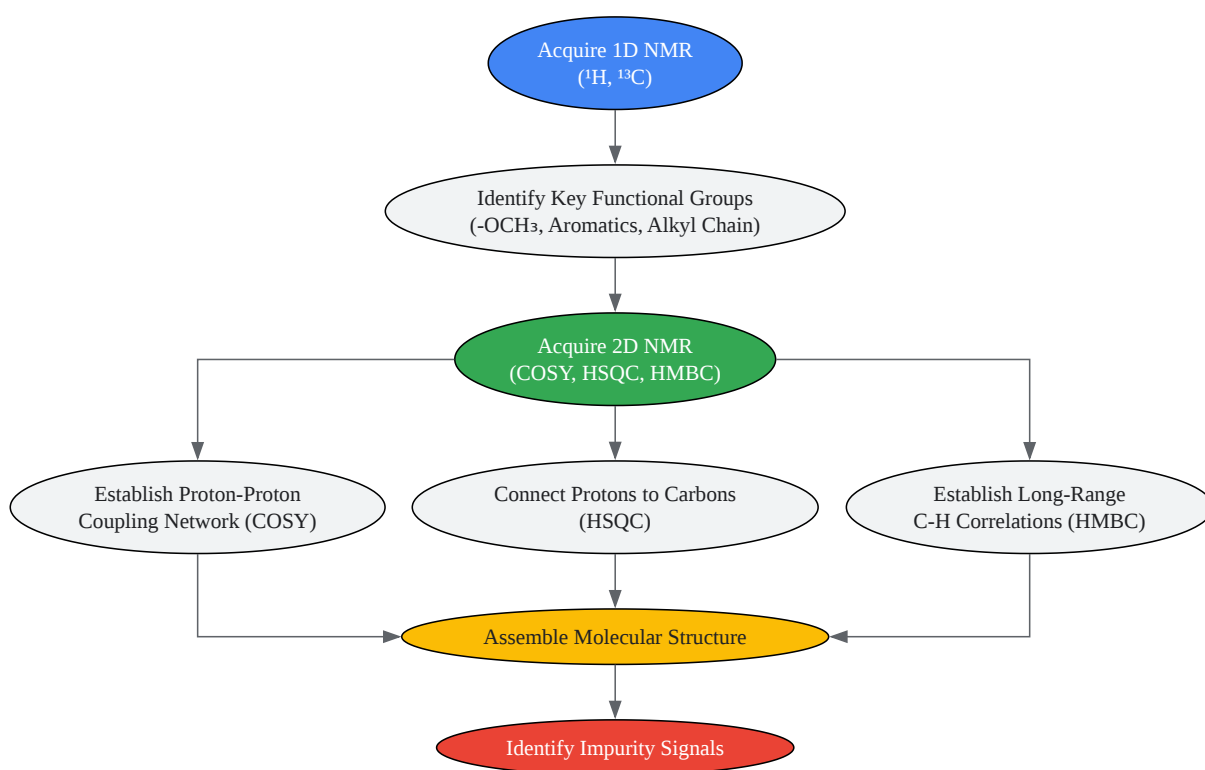 Acquire 1D NMR
(¹H, ¹³C)
Identify Key Functional Groups
(-OCH₃, Aromatics, Alkyl Chain)
Acquire 2D NMR
(COSY, HSQC, HMBC)
Establish Proton-Proton
Coupling Network (COSY)
Connect Protons to Carbons
(HSQC)
Establish Long-Range
C-H Correlations (HMBC)
Assemble Molecular Structure
Identify Impurity Signals